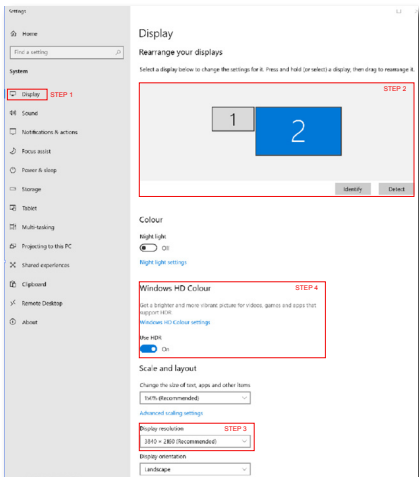 Settings
Home
Find a setting
System
Display STEP 1
Sound
Notifications & actions
Focus assist
Power & sleep
Storage
Tablet
Multi-tasking
Projecting to this PC
Shared experiences
Clipboard
Remote Desktop
About
Display
Rearrange your displays
Select a display below to change the settings for it. Press and hold (or select) a display, then drag to rearrange it.
STEP 2
1
2
Identify Detect
Colour
Night light
Off
Night light settings
Windows HD Colour STEP 4
Get a brighter and more vibrant picture for videos, games and apps that
support HDR.
Windows HD Colour settings
Use HDR
On
Scale and layout
Change the size of text, apps and other items
150% (Recommended)
Advanced scaling settings
Display resolution STEP 3
3840 × 2160 (Recommended)
Display orientation
Landscape